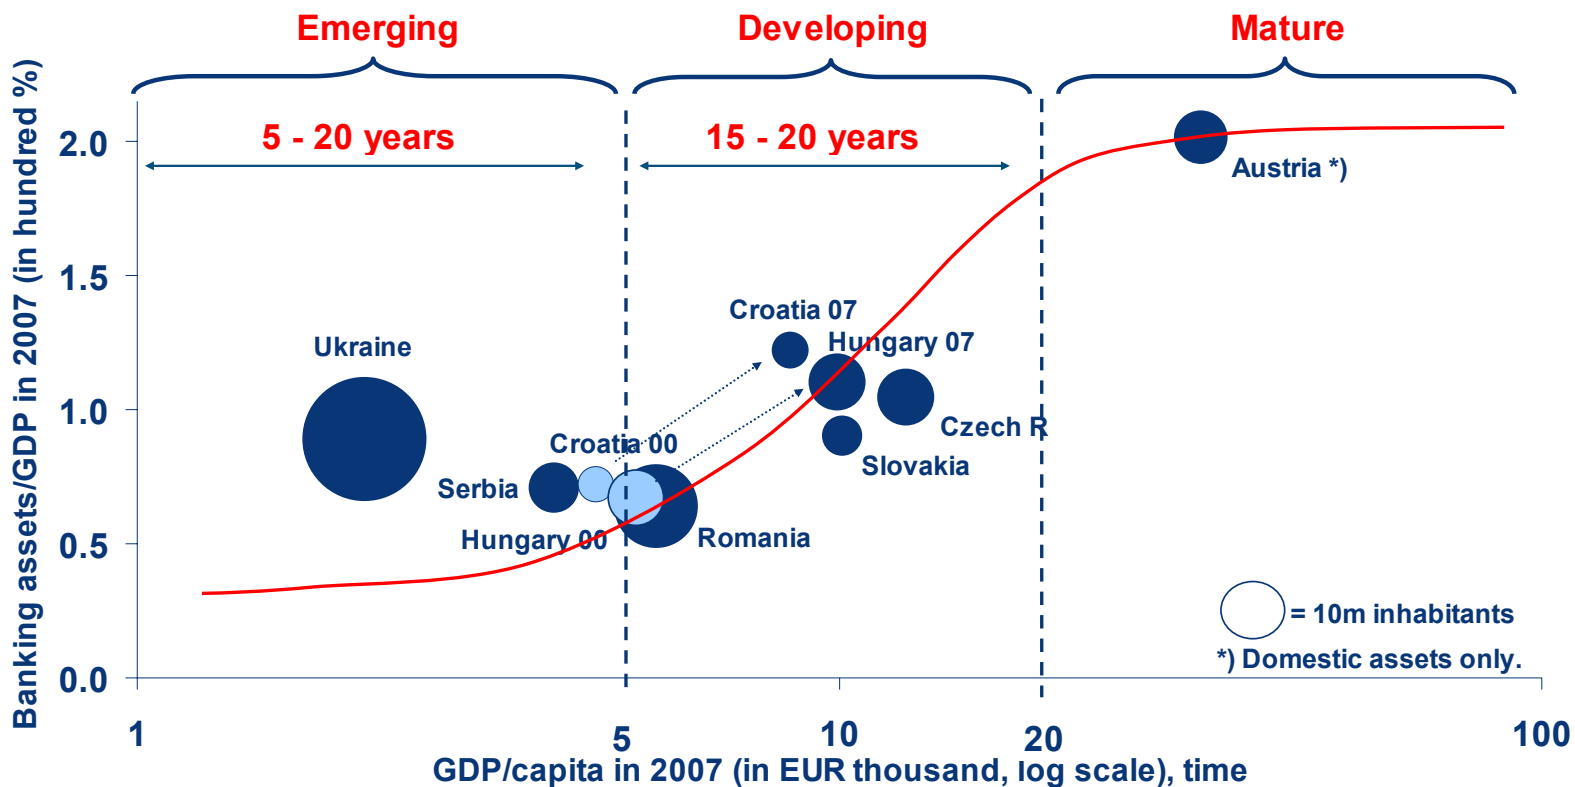 Emerging
Developing
Mature
5 - 20 years
15 - 20 years
Banking assets/GDP in 2007 (in hundred %)
2.0
1.5
1.0
0.5
0.0
Austria *)
Croatia 07
Hungary 07
Ukraine
Czech R
Croatia 00
Slovakia
Serbia
Hungary 00
Romania
= 10m inhabitants
*) Domestic assets only.
1
5
10
20
100
GDP/capita in 2007 (in EUR thousand, log scale), time